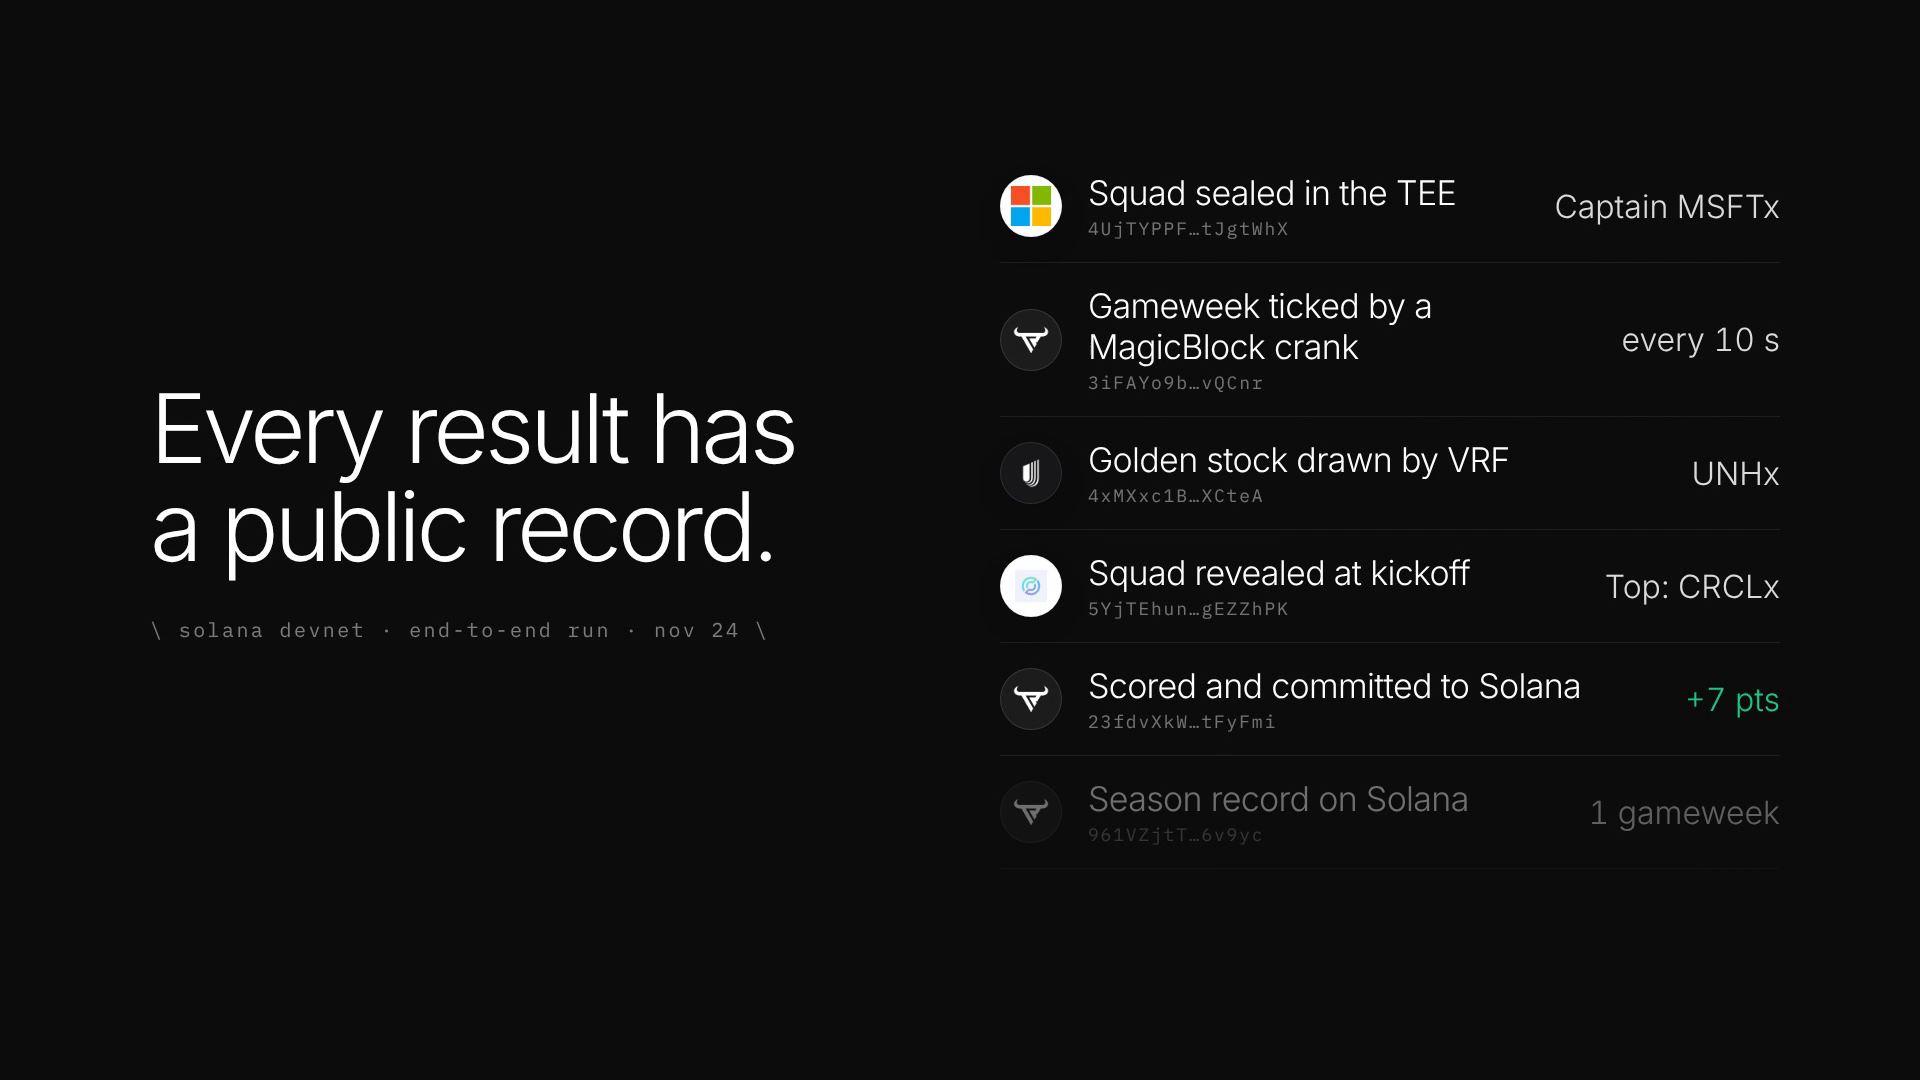 Every result has
a public record.
\ solana devnet · end-to-end run · nov 24 \
Squad sealed in the TEE
4UjTYPPF…tJgtWhX
Captain MSFTx
Gameweek ticked by a
MagicBlock crank
3iFAYo9b…vQCnr
every 10 s
Golden stock drawn by VRF
4xMXxc1B…XCteA
UNHx
Squad revealed at kickoff
5YjTEhun…gEZZhPK
Top: CRCLx
Scored and committed to Solana
23fdvXkW…tFyFmi
+7 pts
Season record on Solana
961VZjtT…6v9yc
1 gameweek